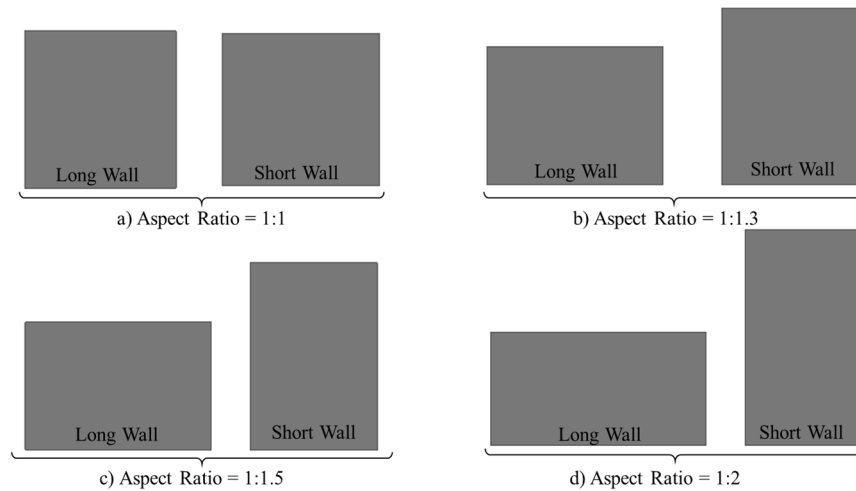 Long Wall
Short Wall
a) Aspect Ratio = 1:1
Long Wall
Short Wall
b) Aspect Ratio = 1:1.3
Long Wall
Short Wall
c) Aspect Ratio = 1:1.5
Long Wall
Short Wall
d) Aspect Ratio = 1:2